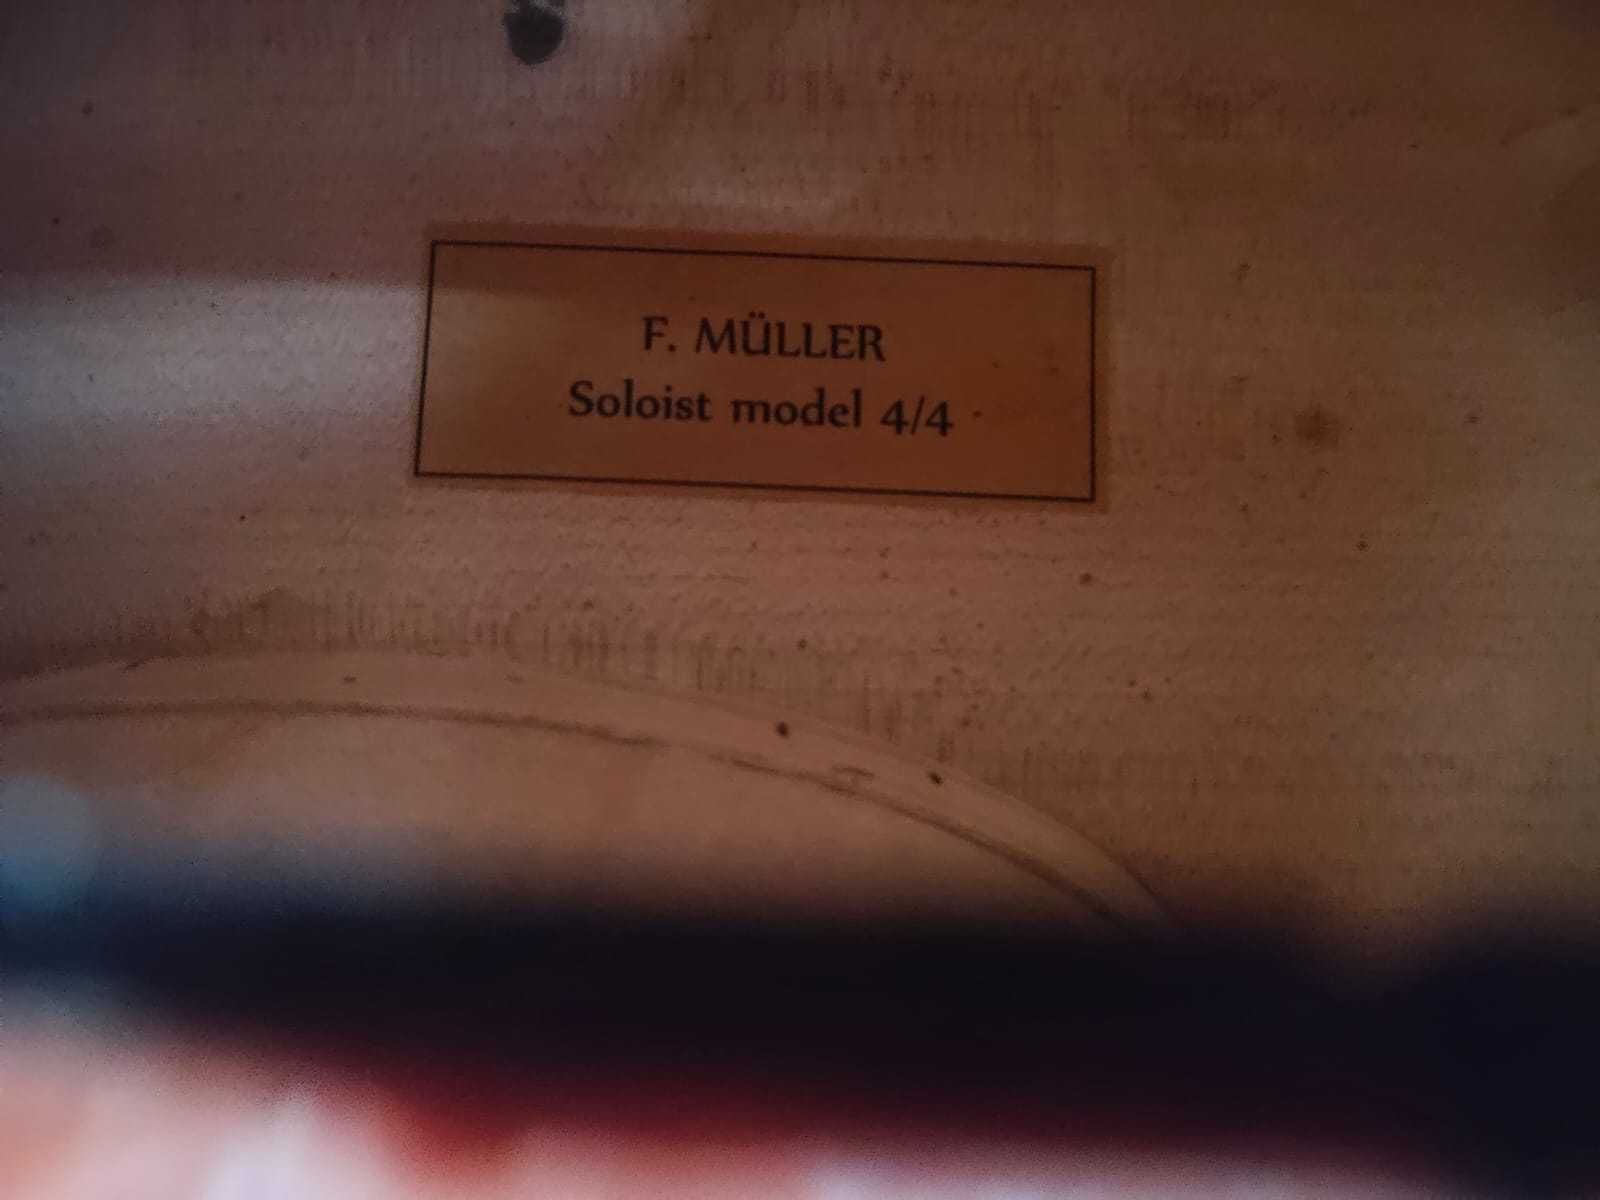 F. MÜLLER
Soloist model 4/4